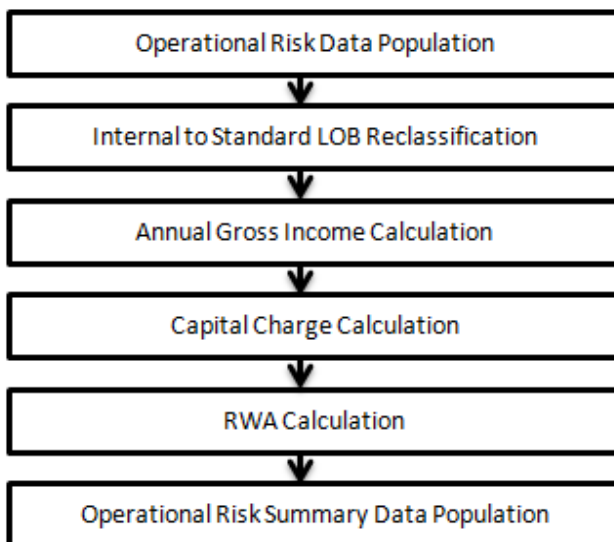 Operational Risk Data Population
Internal to Standard LOB Reclassification
Annual Gross Income Calculation
Capital Charge Calculation
RWA Calculation
Operational Risk Summary Data Population